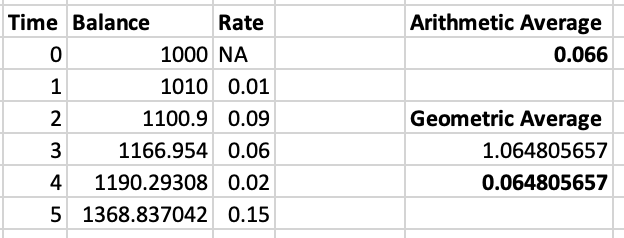 Time Balance Rate Arithmetic Average
0 1000 NA 0.066
1 1010 0.01
2 1100.9 0.09 Geometric Average
3 1166.954 0.06 1.064805657
4 1190.29308 0.02 0.064805657
5 1368.837042 0.15